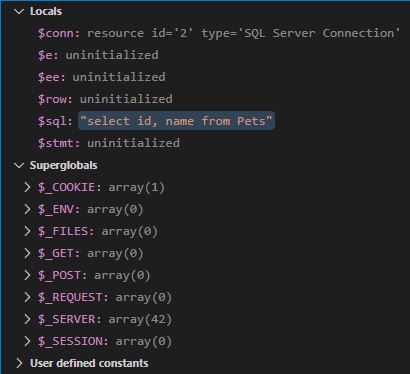 Locals
$conn: resource id='2' type='SQL Server Connection'
$e: uninitialized
$ee: uninitialized
$row: uninitialized
$sql: "select id, name from Pets"
$stmt: uninitialized
Superglobals
$_COOKIE: array(1)
$_ENV: array(0)
$_FILES: array(0)
$_GET: array(0)
$_POST: array(0)
$_REQUEST: array(0)
$_SERVER: array(42)
$_SESSION: array(0)
User defined constants